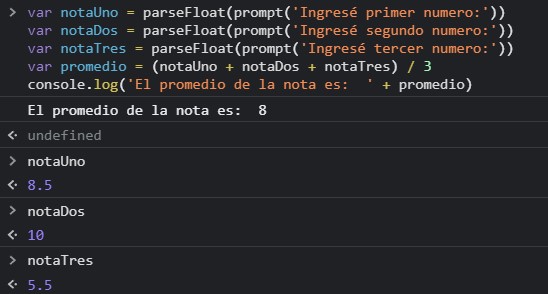 > var notaUno = parseFloat(prompt('Ingresé primer numero:'))
var notaDos = parseFloat(prompt('Ingresé segundo numero:'))
var notaTres = parseFloat(prompt('Ingresé tercer numero:'))
var promedio = (notaUno + notaDos + notaTres) / 3
console.log('El promedio de la nota es:  ' + promedio)
El promedio de la nota es:  8
undefined
> notaUno
8.5
> notaDos
10
> notaTres
5.5